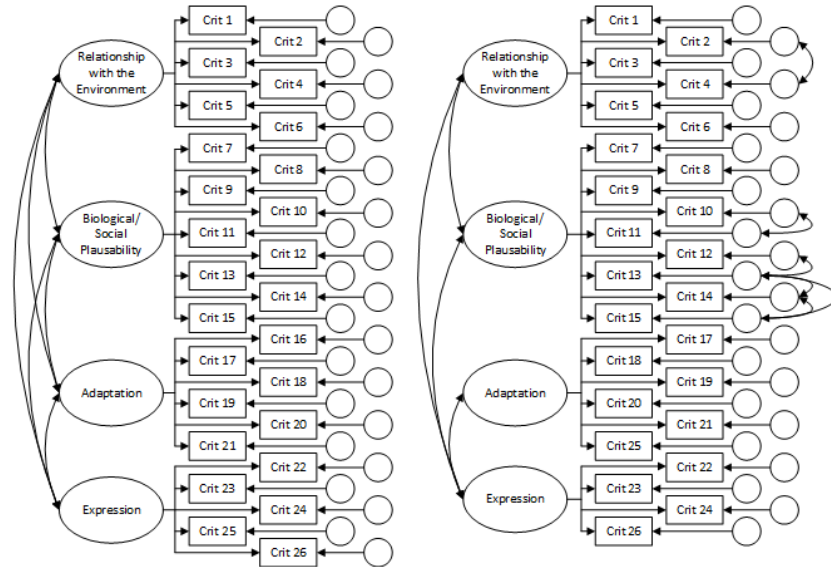 Crit 1
Crit 2
Relationship
with the
Environment
Crit 3
Crit 4
Crit 5
Crit 6
Crit 7
Crit 8
Crit 9
Biological/
Social
Plausability
Crit 10
Crit 11
Crit 12
Crit 13
Crit 14
Crit 15
Crit 16
Crit 17
Adaptation
Crit 18
Crit 19
Crit 20
Crit 21
Crit 22
Crit 23
Expression
Crit 24
Crit 25
Crit 26
Crit 1
Crit 2
Relationship
with the
Environment
Crit 3
Crit 4
Crit 5
Crit 6
Crit 7
Crit 8
Crit 9
Biological/
Social
Plausability
Crit 10
Crit 11
Crit 12
Crit 13
Crit 14
Crit 15
Crit 17
Crit 18
Adaptation
Crit 19
Crit 20
Crit 21
Crit 25
Crit 22
Crit 23
Expression
Crit 24
Crit 26